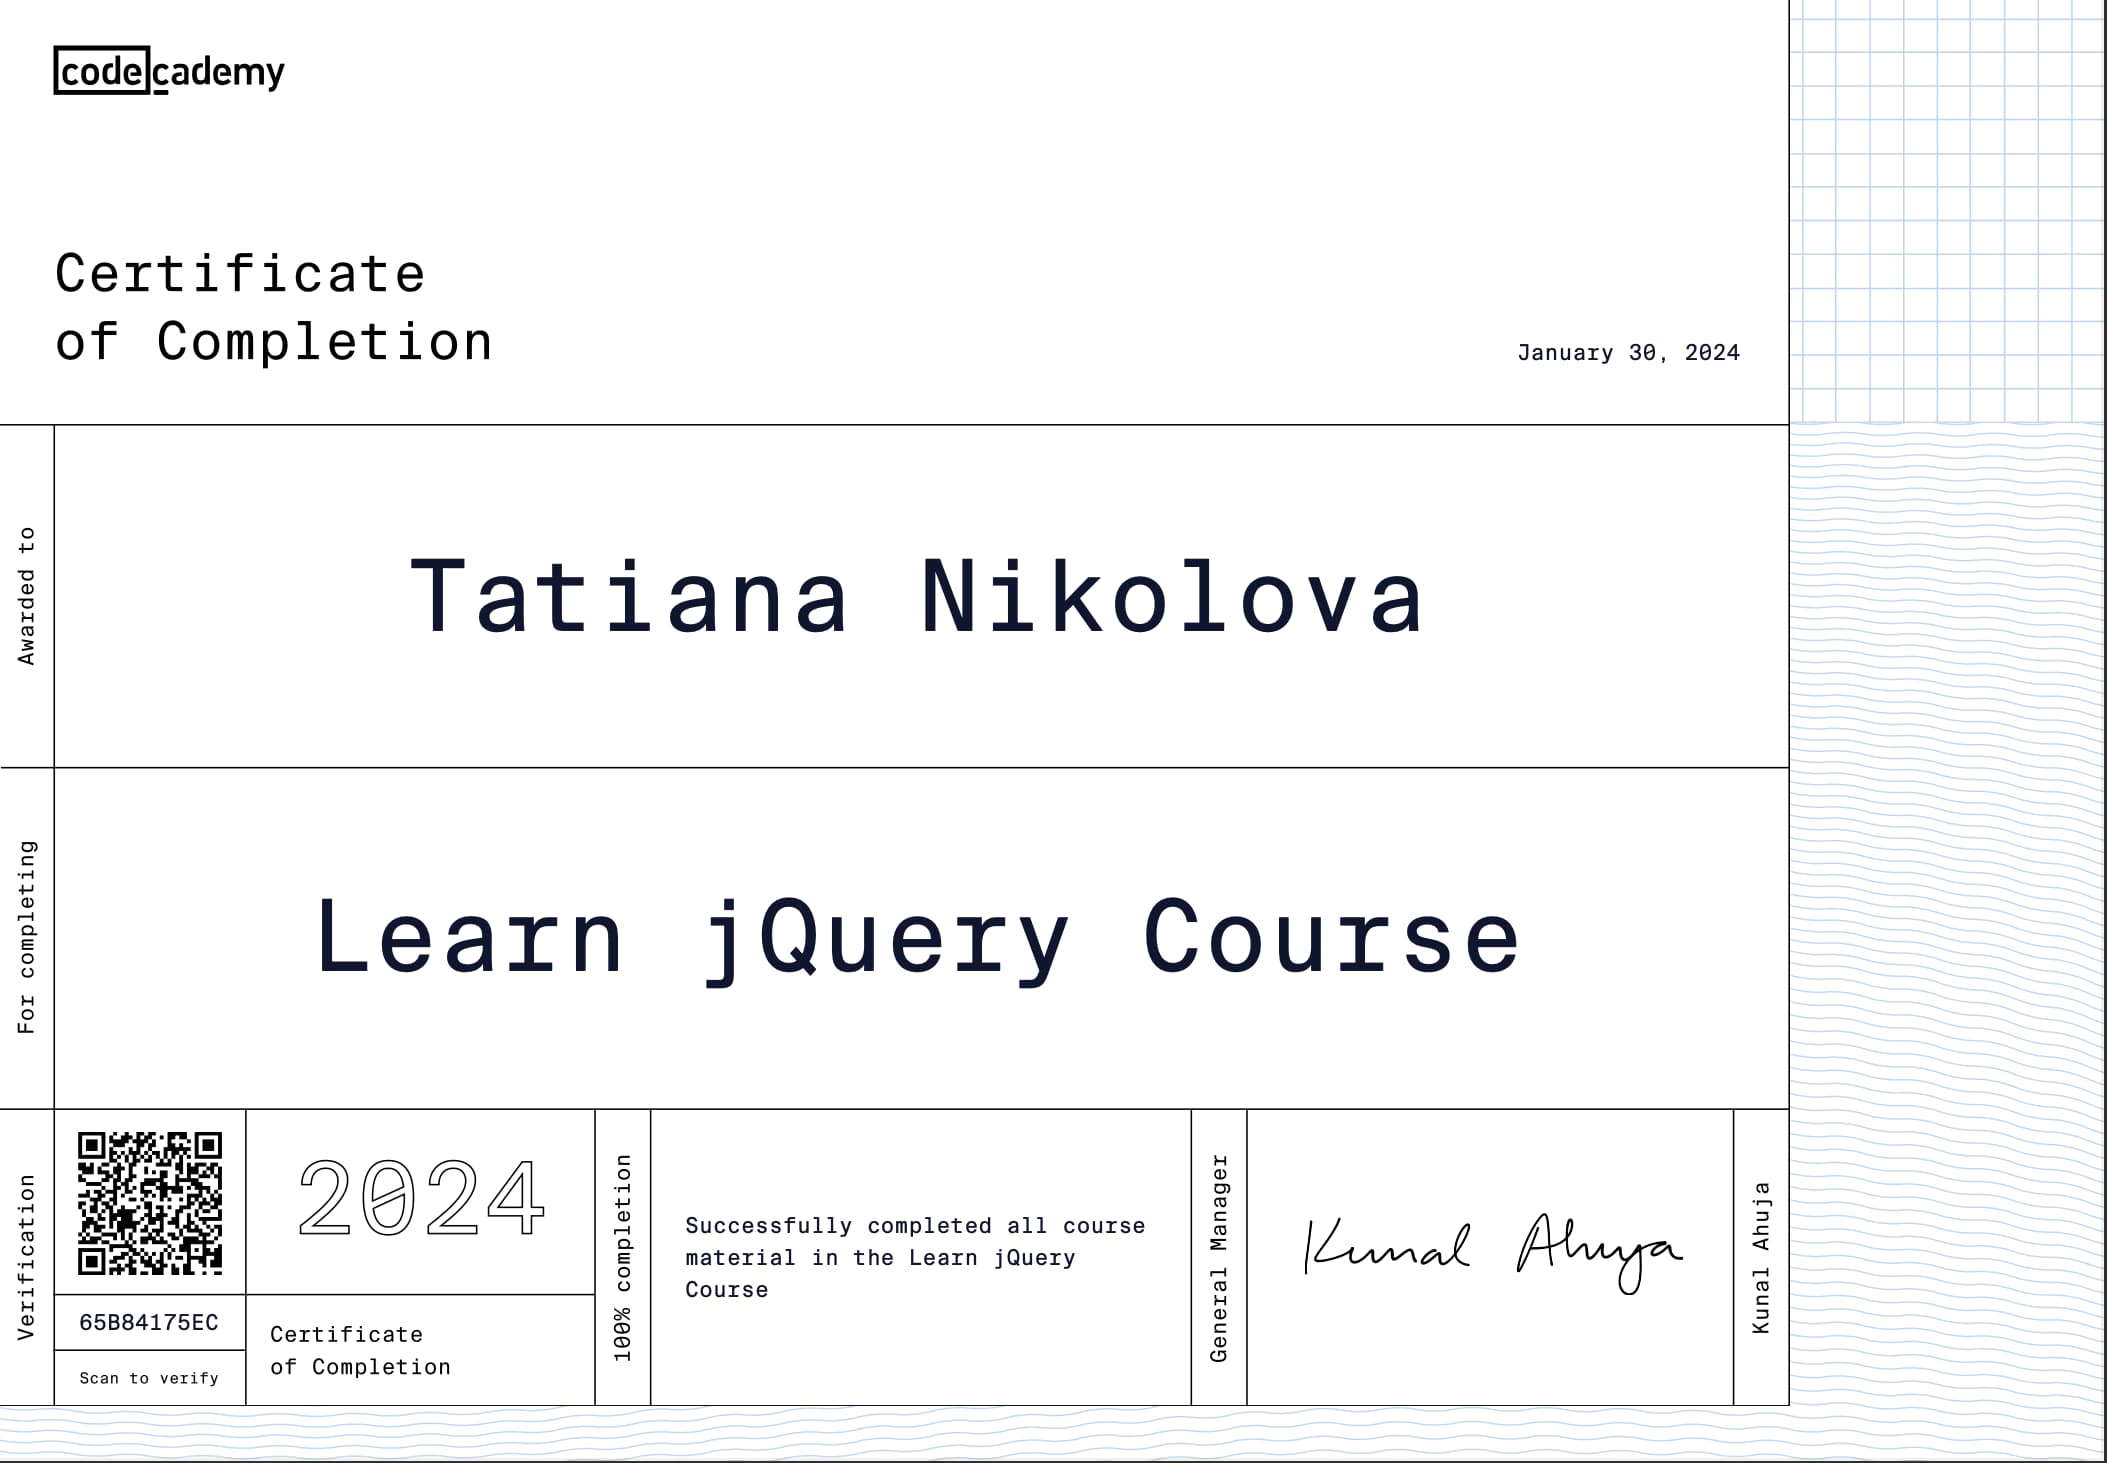 codecademy
Certificate
of Completion
January 30, 2024
Awarded to
Tatiana Nikolova
For completing
Learn jQuery Course
Verification
65B84175EC
Scan to verify
2024
Certificate
of Completion
100% completion
Successfully completed all course
material in the Learn jQuery
Course
General Manager
Kunal Ahuja
Kunal Ahuja